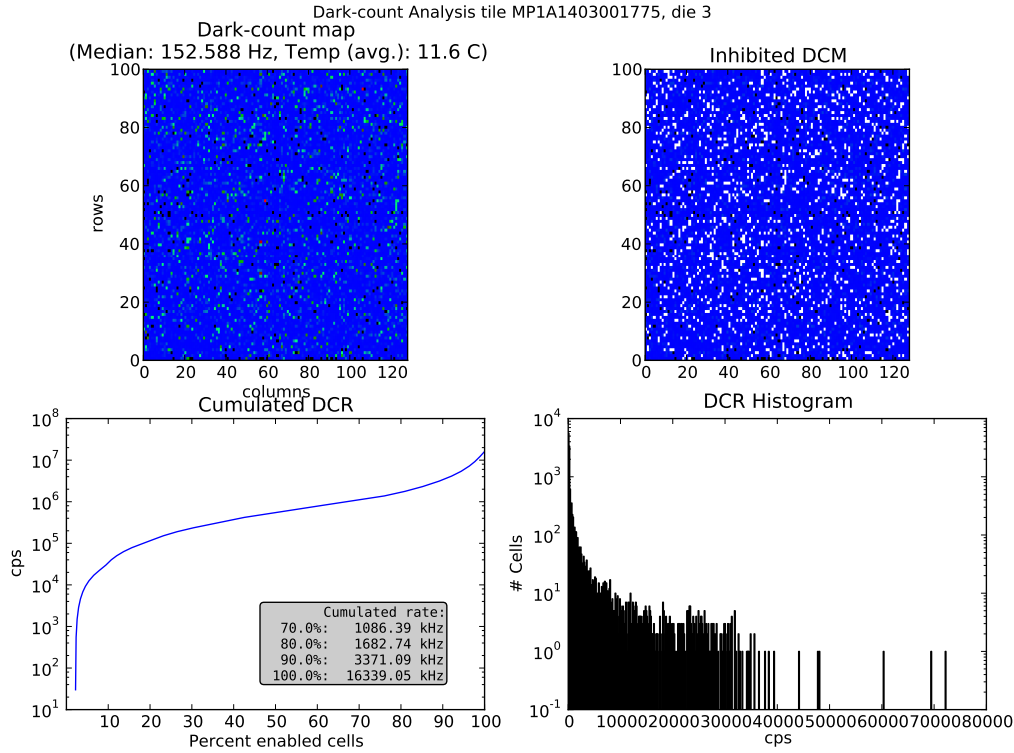 Dark-count Analysis tile MP1A1403001775, die 3
Dark-count map
(Median: 152.588 Hz, Temp (avg.): 11.6 C)
100
80
60
40
20
0
rows
0 20 40 60 80 100 120
columns
Inhibited DCM
100
80
60
40
20
0
0 20 40 60 80 100 120
Cumulated DCR
10^8
10^7
10^6
10^5
10^4
10^3
10^2
10^1
cps
Cumulated rate:
70.0%: 1086.39 kHz
80.0%: 1682.74 kHz
90.0%: 3371.09 kHz
100.0%: 16339.05 kHz
10 20 30 40 50 60 70 80 90 100
Percent enabled cells
DCR Histogram
10^4
10^3
10^2
10^1
10^0
10^-1
# Cells
0 10000 20000 30000 40000 50000 60000 70000 80000
cps